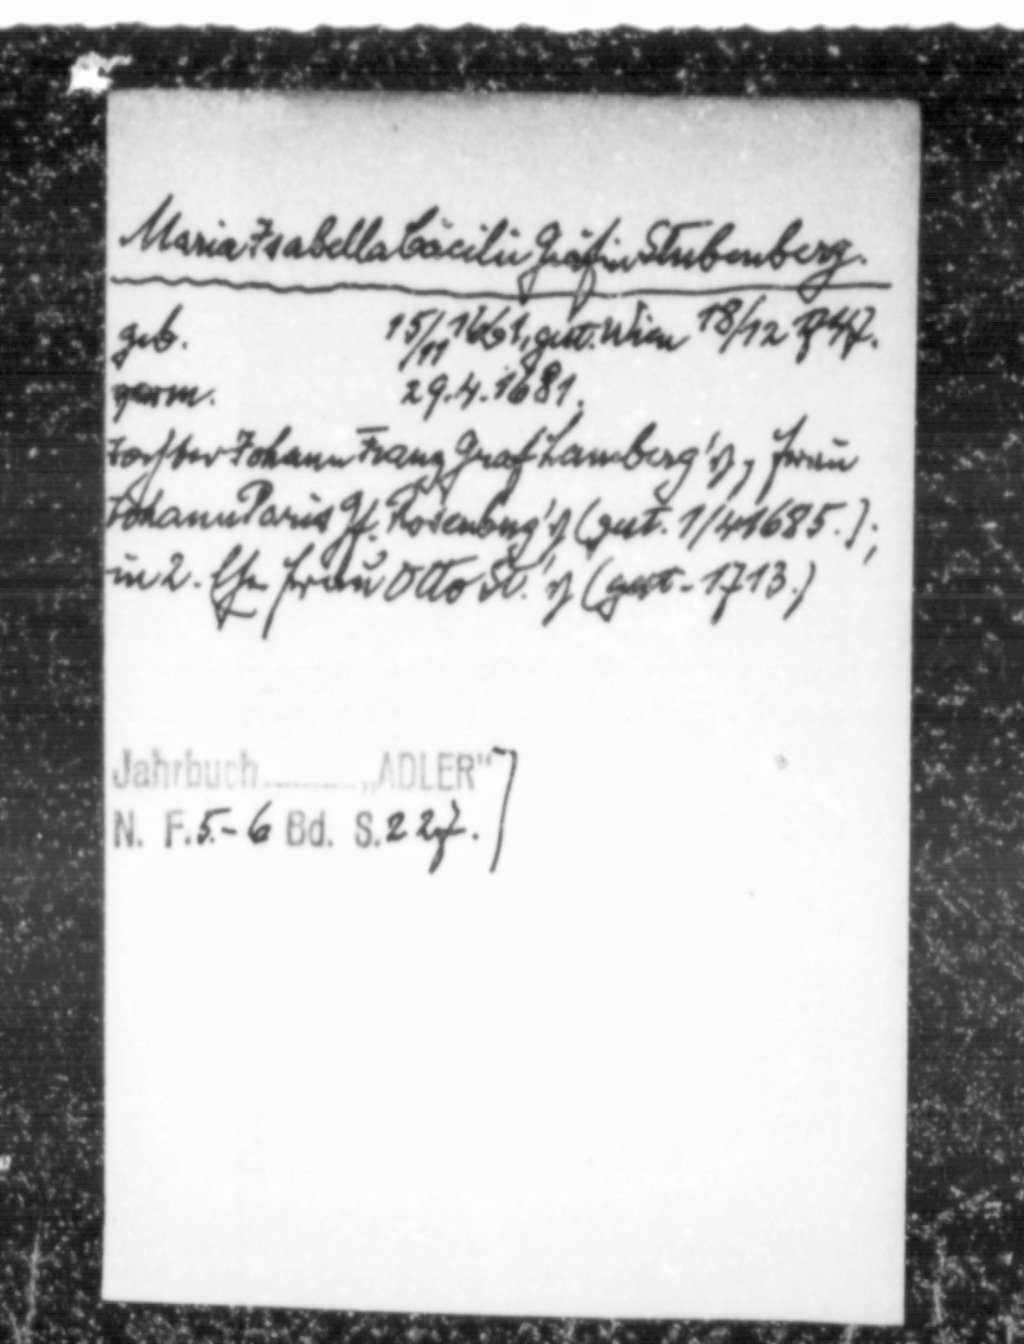 Maria Isabella Cäcilie Gräfin Stubenberg.
geb. 15/11 1661, gest. Wien 18/12 1747.
verm. 29.4.1681.
Tochter Johann Franz Graf Lamberg's, Frau
Johann Paris Gf. Rosenberg's (gest. 1/4 1685.);
in 2. Ehe Frau Otto St.'s (gest. 1713.)
Jahrbuch „ADLER"
N. F. 5.-6 Bd. S. 227.